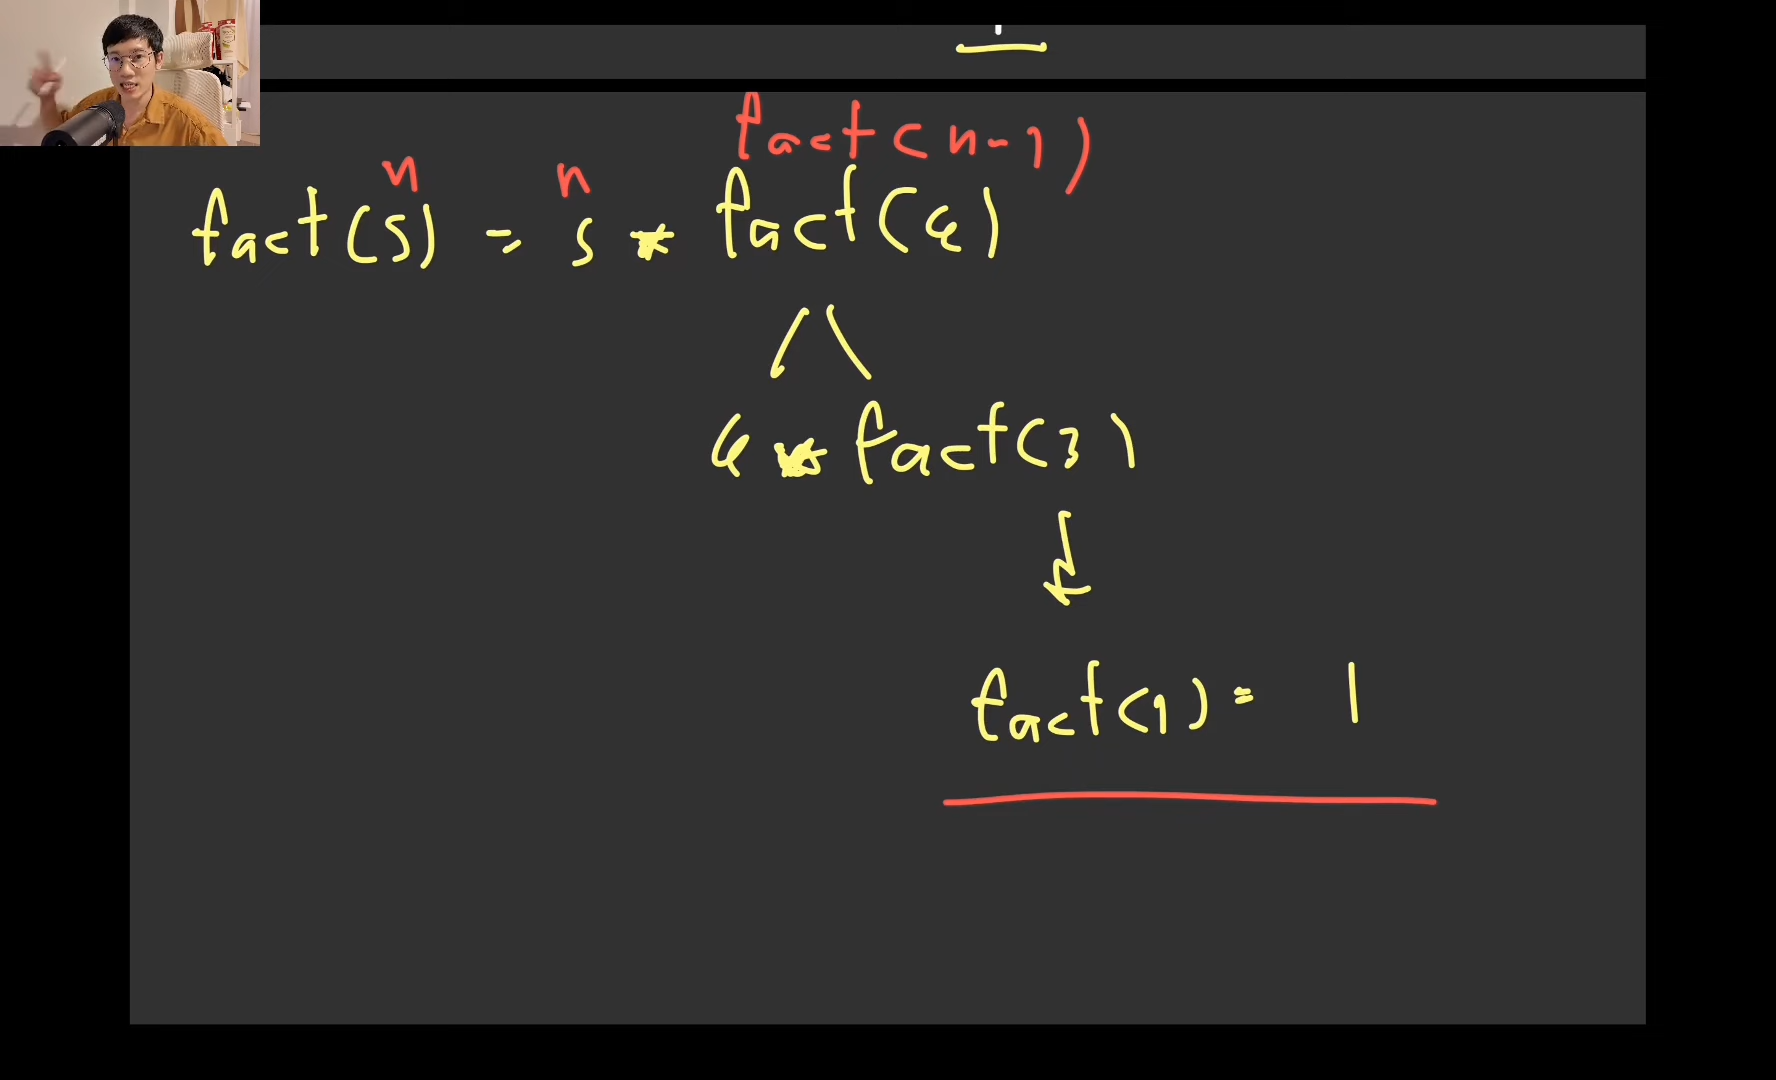 fact(n-1)
n n
fact(5) = 5 * fact(4)
4 * fact(3)
fact(1) = 1